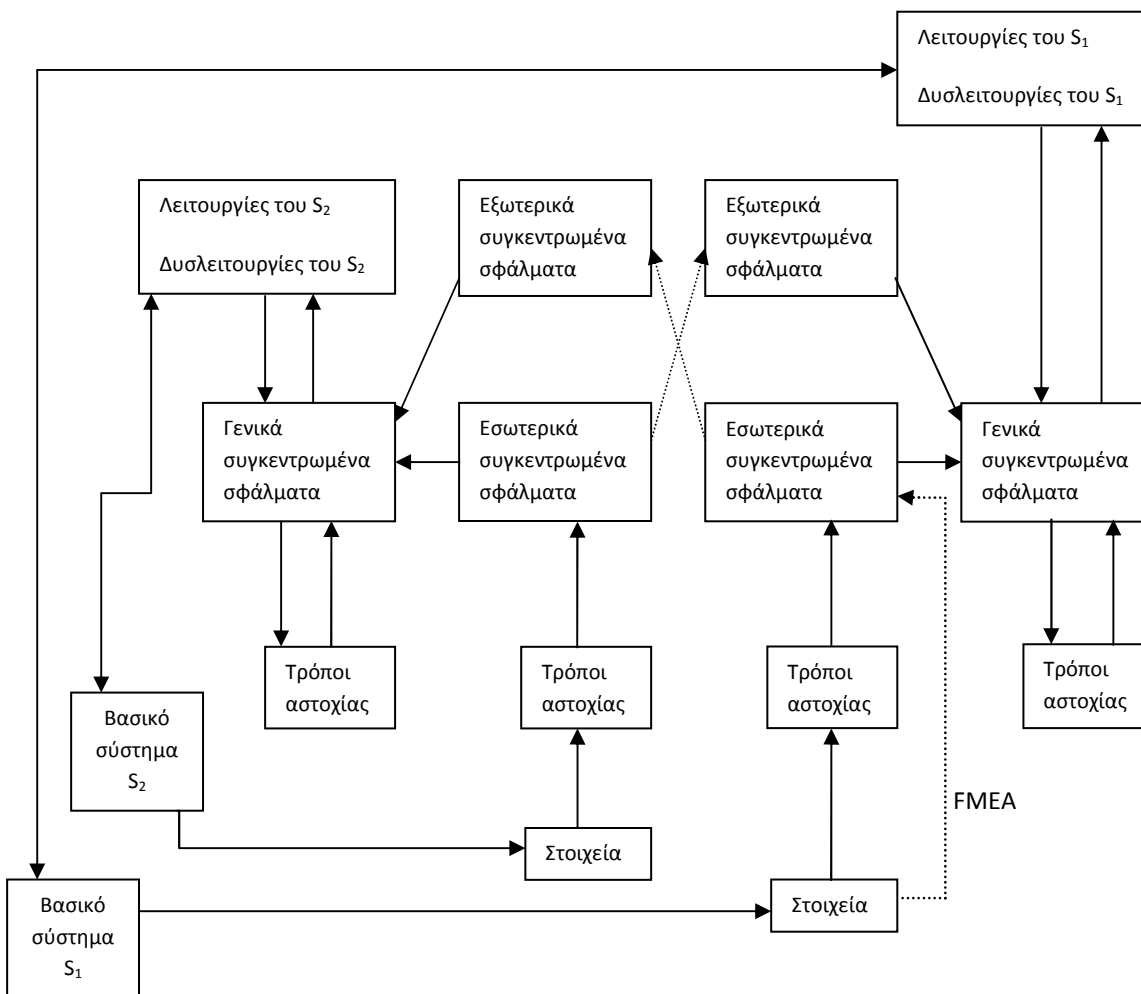 Λειτουργίες του S₁
Δυσλειτουργίες του S₁
Λειτουργίες του S₂
Δυσλειτουργίες του S₂
Εξωτερικά
συγκεντρωμένα
σφάλματα
Εξωτερικά
συγκεντρωμένα
σφάλματα
Γενικά
συγκεντρωμένα
σφάλματα
Εσωτερικά
συγκεντρωμένα
σφάλματα
Εσωτερικά
συγκεντρωμένα
σφάλματα
Γενικά
συγκεντρωμένα
σφάλματα
Τρόποι
αστοχίας
Τρόποι
αστοχίας
Τρόποι
αστοχίας
Τρόποι
αστοχίας
Βασικό
σύστημα
S₂
FMEA
Στοιχεία
Βασικό
σύστημα
S₁
Στοιχεία